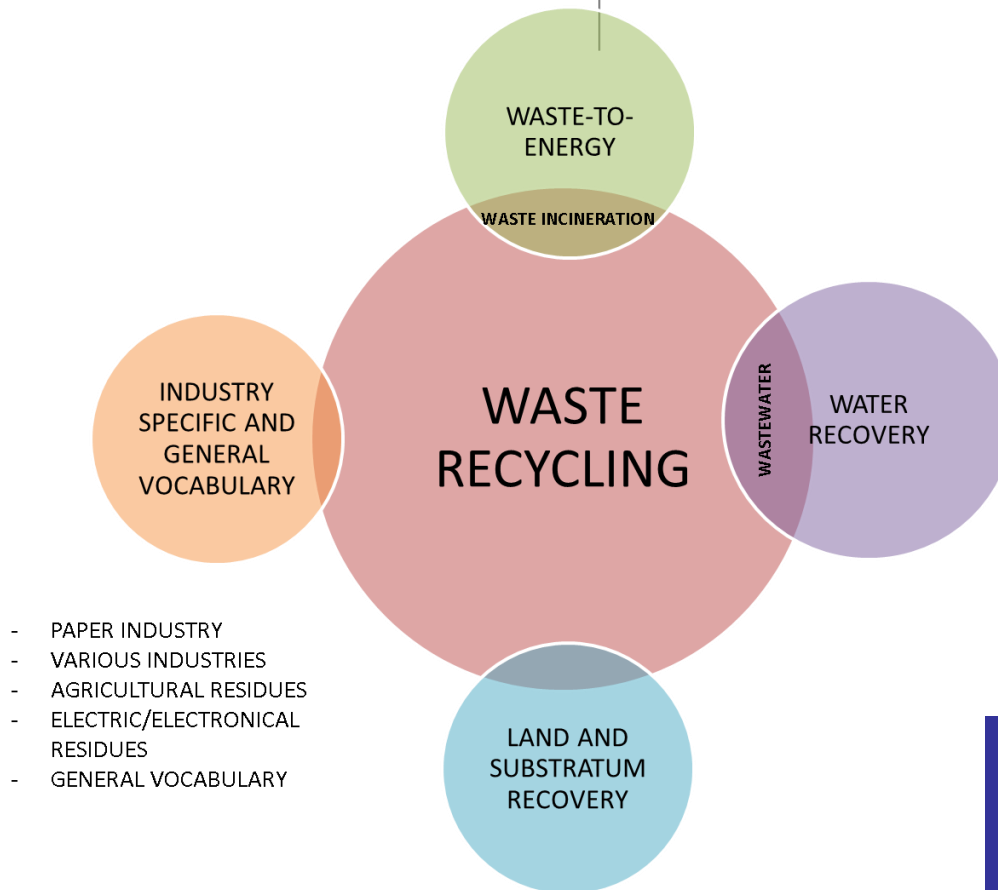 WASTE-TO-
ENERGY
WASTE INCINERATION
INDUSTRY
SPECIFIC AND
GENERAL
VOCABULARY
WASTE
RECYCLING
WASTEWATER
WATER
RECOVERY
- PAPER INDUSTRY
- VARIOUS INDUSTRIES
- AGRICULTURAL RESIDUES
- ELECTRIC/ELECTRONICAL
RESIDUES
- GENERAL VOCABULARY
LAND AND
SUBSTRATUM
RECOVERY